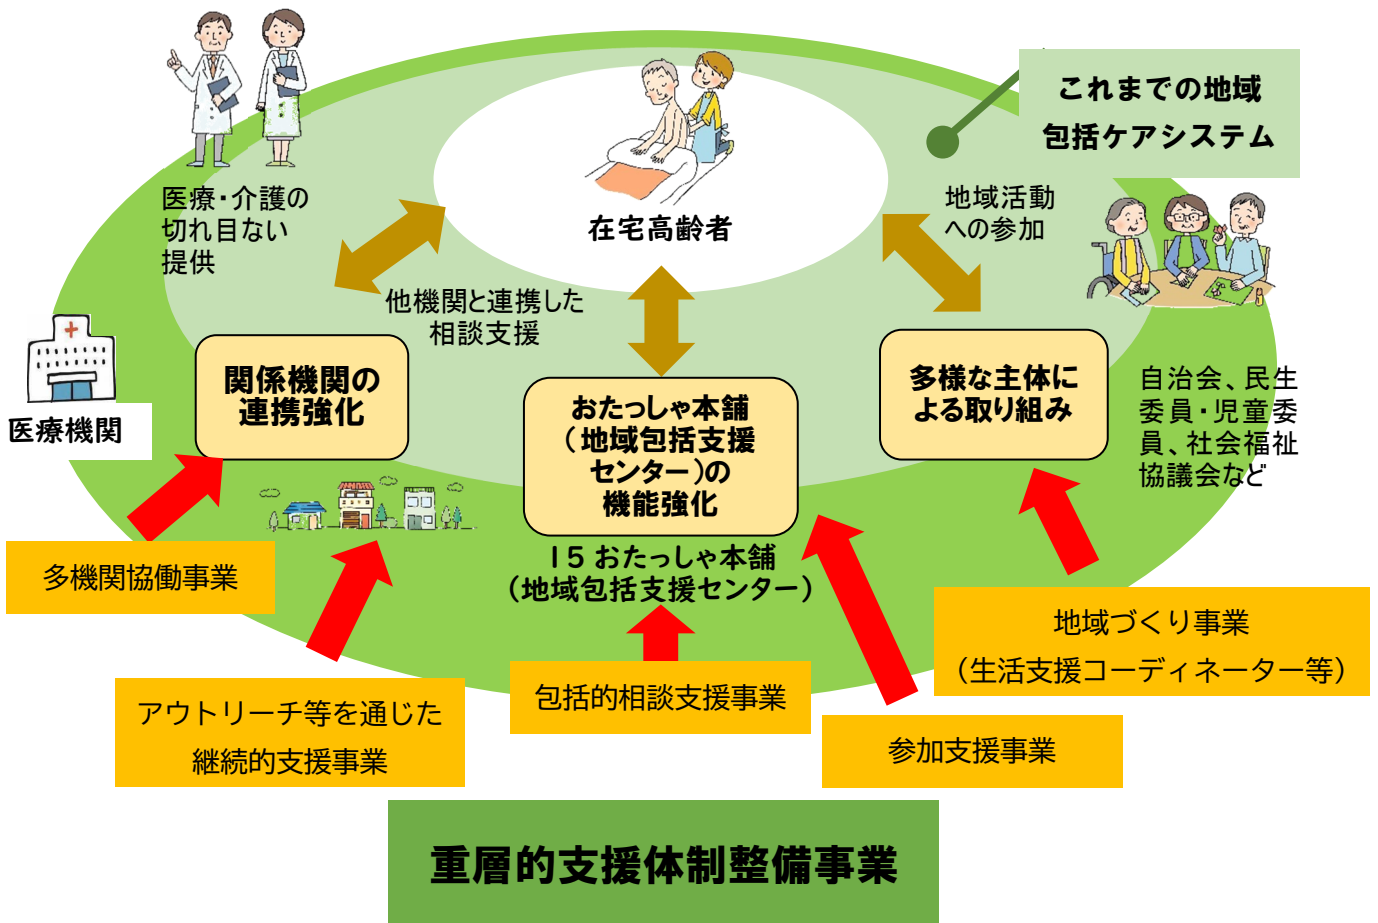 これまでの地域
包括ケアシステム
医療・介護の
切れ目ない
提供
在宅高齢者
地域活動
への参加
他機関と連携した
相談支援
医療機関
関係機関の
連携強化
おたっしゃ本舗
（地域包括支援
センター）の
機能強化
多様な主体に
よる取り組み
自治会、民生
委員・児童委
員、社会福祉
協議会など
15おたっしゃ本舗
（地域包括支援センター）
多機関協働事業
アウトリーチ等を通じた
継続的支援事業
包括的相談支援事業
参加支援事業
地域づくり事業
（生活支援コーディネーター等）
重層的支援体制整備事業